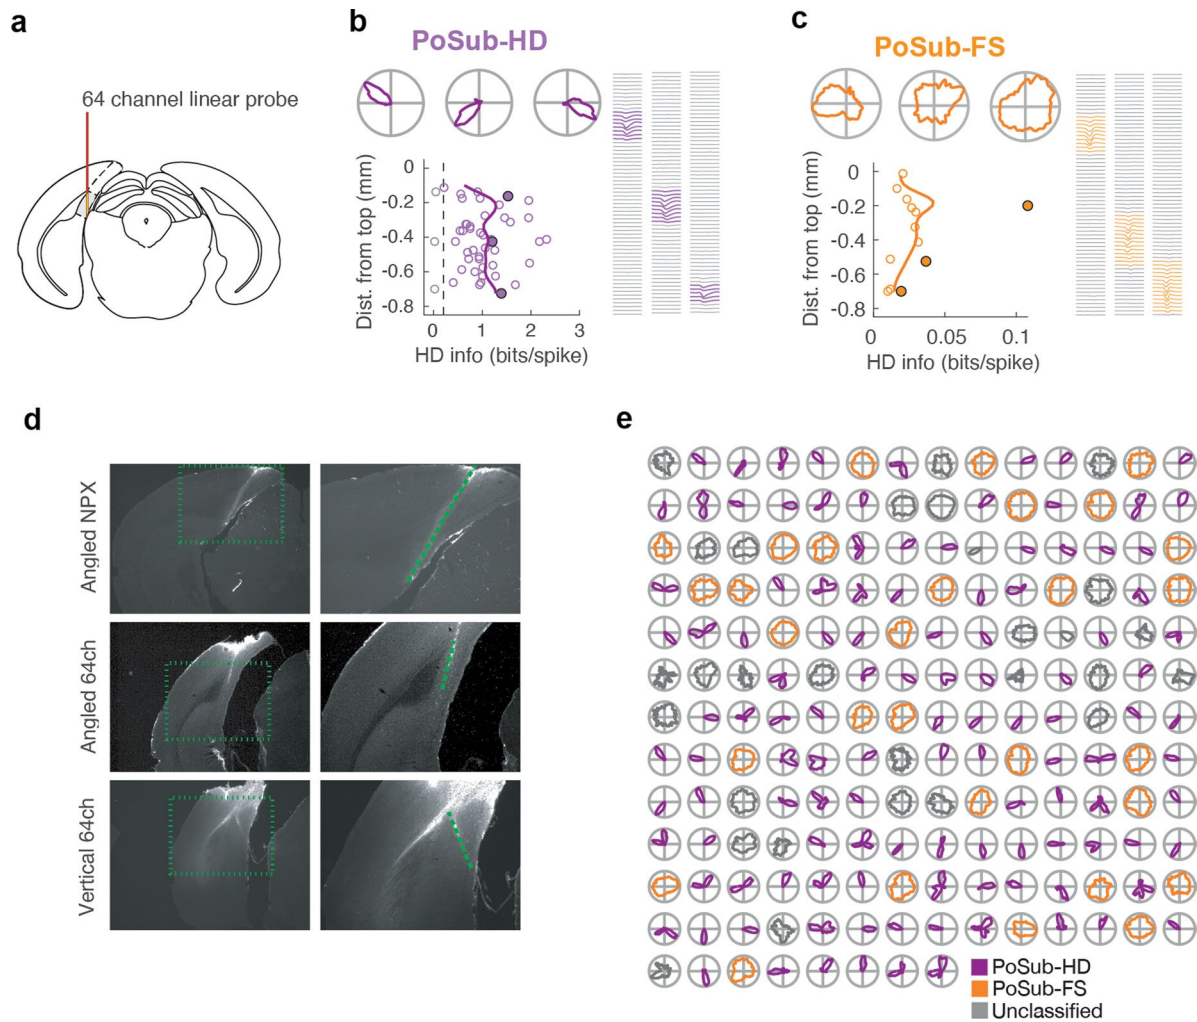 a
64 channel linear probe
b
PoSub-HD
Dist. from top (mm)
0
-0.2
-0.4
-0.6
-0.8
0 1 2 3
HD info (bits/spike)
c
PoSub-FS
Dist. from top (mm)
0
-0.2
-0.4
-0.6
-0.8
0 0.05 0.1
HD info (bits/spike)
d
Angled NPX
Angled 64ch
Vertical 64ch
e
PoSub-HD
PoSub-FS
Unclassified